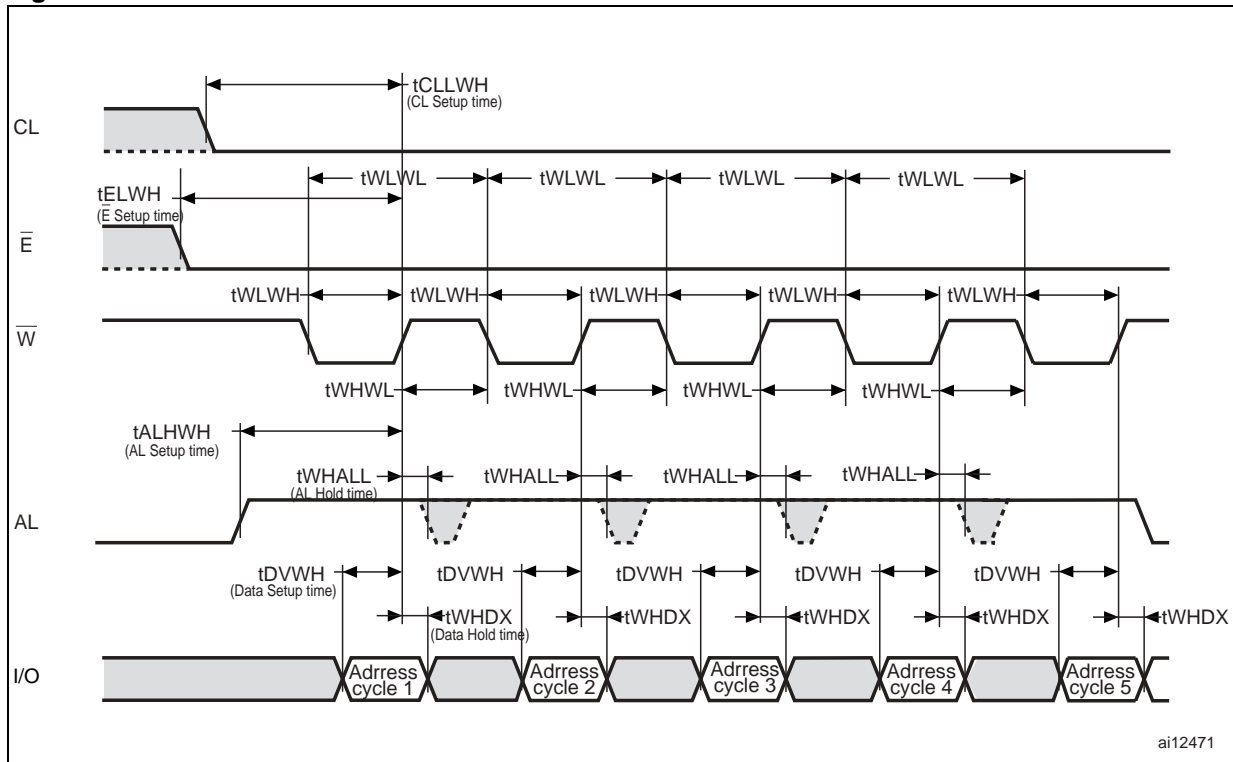 tCLLWH
(CL Setup time)
CL
tWLWL tWLWL tWLWL tWLWL
tELWH
(E Setup time)
E
tWLWH tWLWH tWLWH tWLWH tWLWH
W
tWHWL tWHWL tWHWL tWHWL
tALHWH
(AL Setup time)
tWHALL tWHALL tWHALL tWHALL
(AL Hold time)
AL
tDVWH tDVWH tDVWH tDVWH tDVWH
(Data Setup time)
tWHDX tWHDX tWHDX tWHDX tWHDX
(Data Hold time)
I/O
Adrress Adrress Adrress Adrress Adrress
cycle 1 cycle 2 cycle 3 cycle 4 cycle 5
ai12471